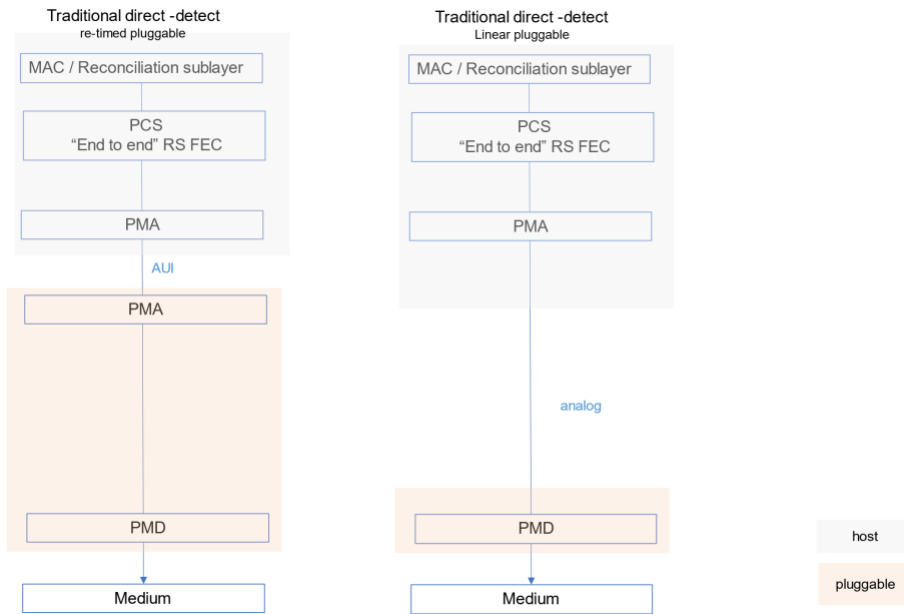 Traditional direct -detect
re-timed pluggable
MAC / Reconciliation sublayer
PCS
“End to end” RS FEC
PMA
AUI
PMA
PMD
Medium
Traditional direct -detect
Linear pluggable
MAC / Reconciliation sublayer
PCS
“End to end” RS FEC
PMA
analog
PMD
Medium
host
pluggable